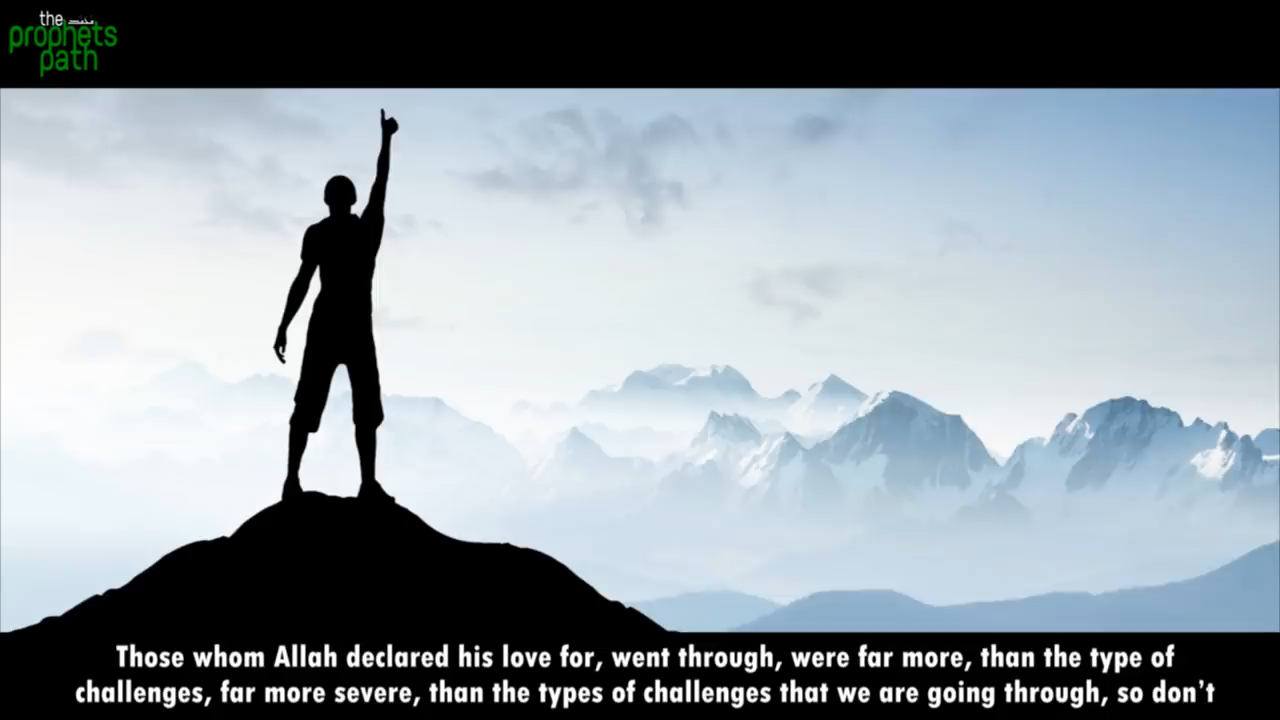 the محمد
prophets
path
Those whom Allah declared his love for, went through, were far more, than the type of
challenges, far more severe, than the types of challenges that we are going through, so don't